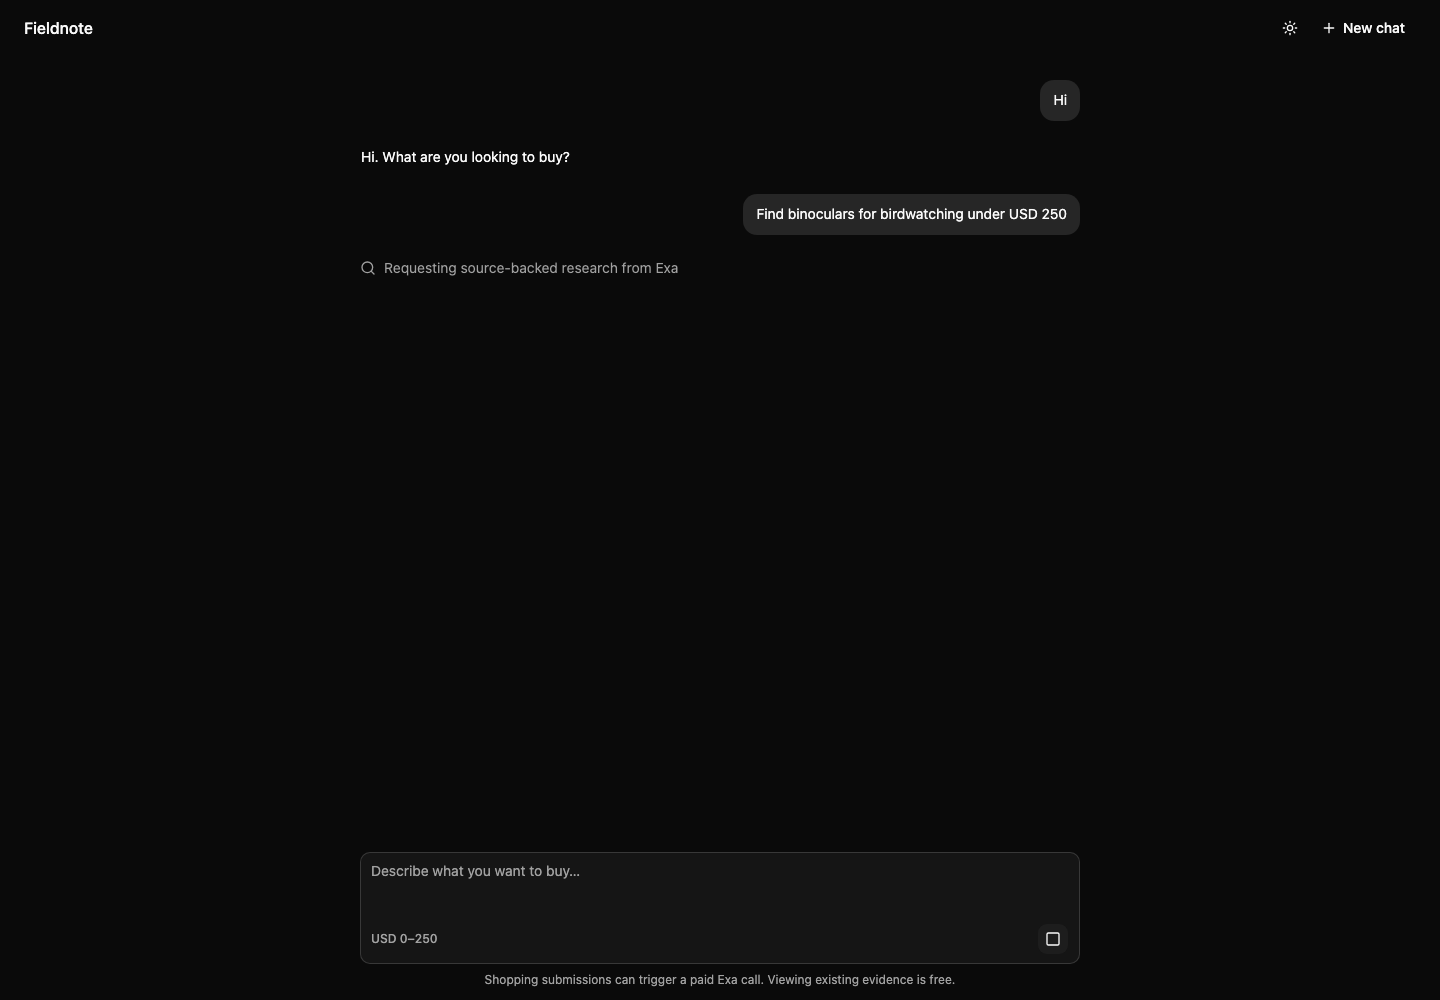 Fieldnote
New chat
Hi
Hi. What are you looking to buy?
Find binoculars for birdwatching under USD 250
Requesting source-backed research from Exa
Describe what you want to buy...
USD 0–250
Shopping submissions can trigger a paid Exa call. Viewing existing evidence is free.